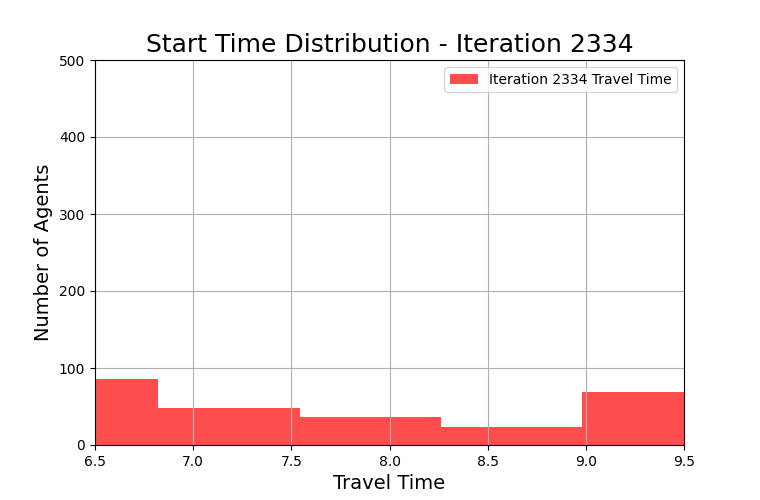 Start Time Distribution - Iteration 2334
Iteration 2334 Travel Time
Number of Agents
500
400
300
200
100
0
6.5 7.0 7.5 8.0 8.5 9.0 9.5
Travel Time